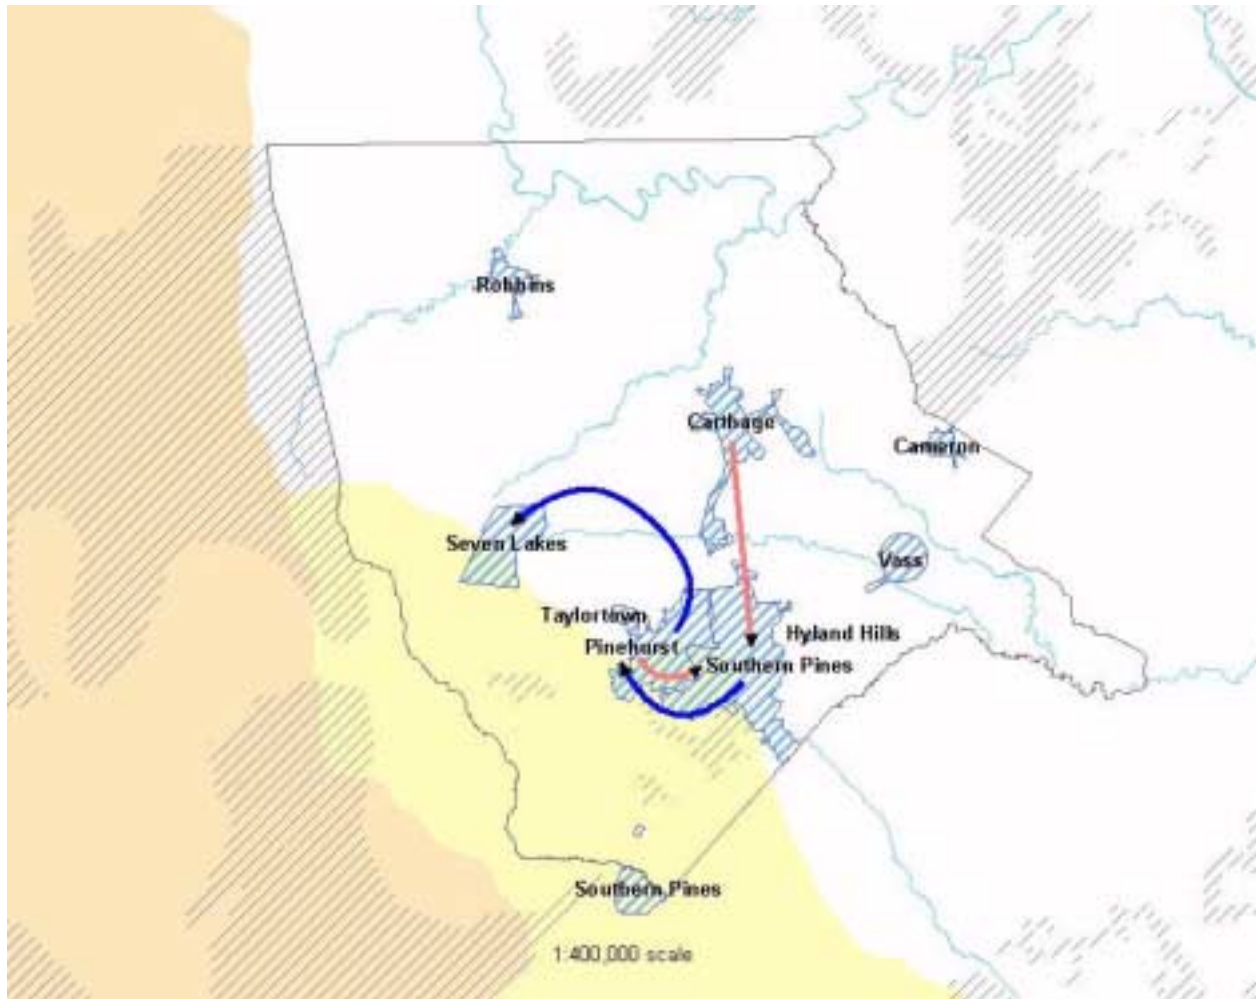 Robbins
Carthage
Cameron
Seven Lakes
Vass
Taylortown
Hyland Hills
Pinehurst
Southern Pines
Southern Pines
1:400,000 scale